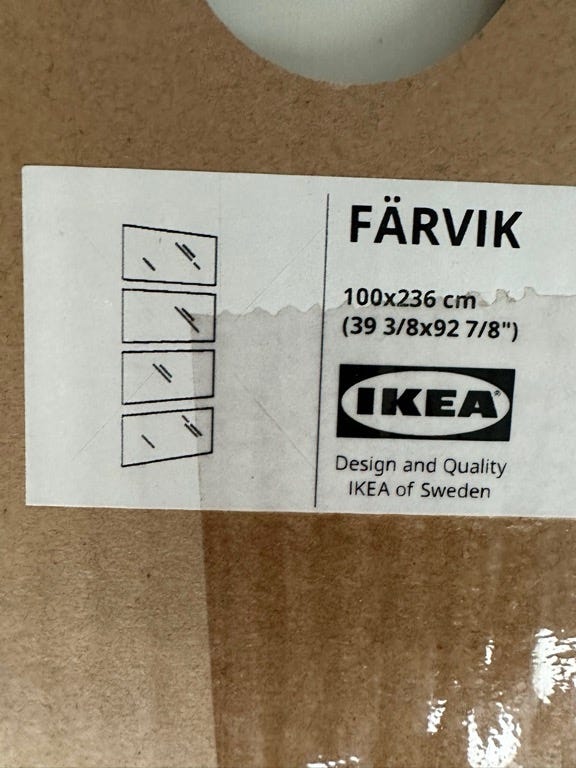 FÄRVIK
100x236 cm
(39 3/8x92 7/8")
IKEA®
Design and Quality
IKEA of Sweden